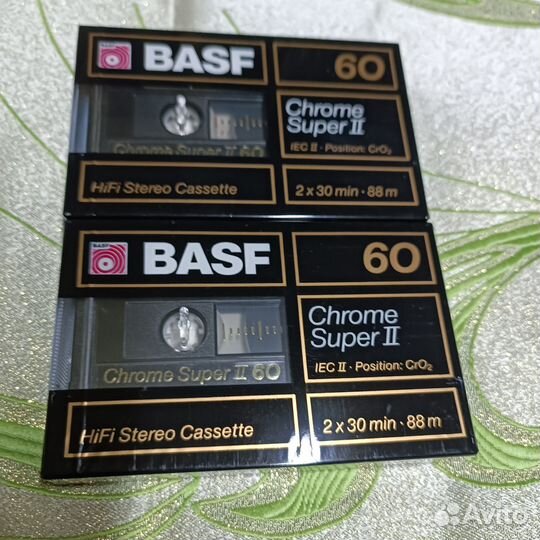 BASF
BASF 60
Chrome
Super II
IEC II · Position: CrO₂
Chrome Super II 60
HiFi Stereo Cassette 2 x 30 min · 88 m
BASF
BASF 60
Chrome
Super II
IEC II · Position: CrO₂
Chrome Super II 60
HiFi Stereo Cassette 2 x 30 min · 88 m
Avito